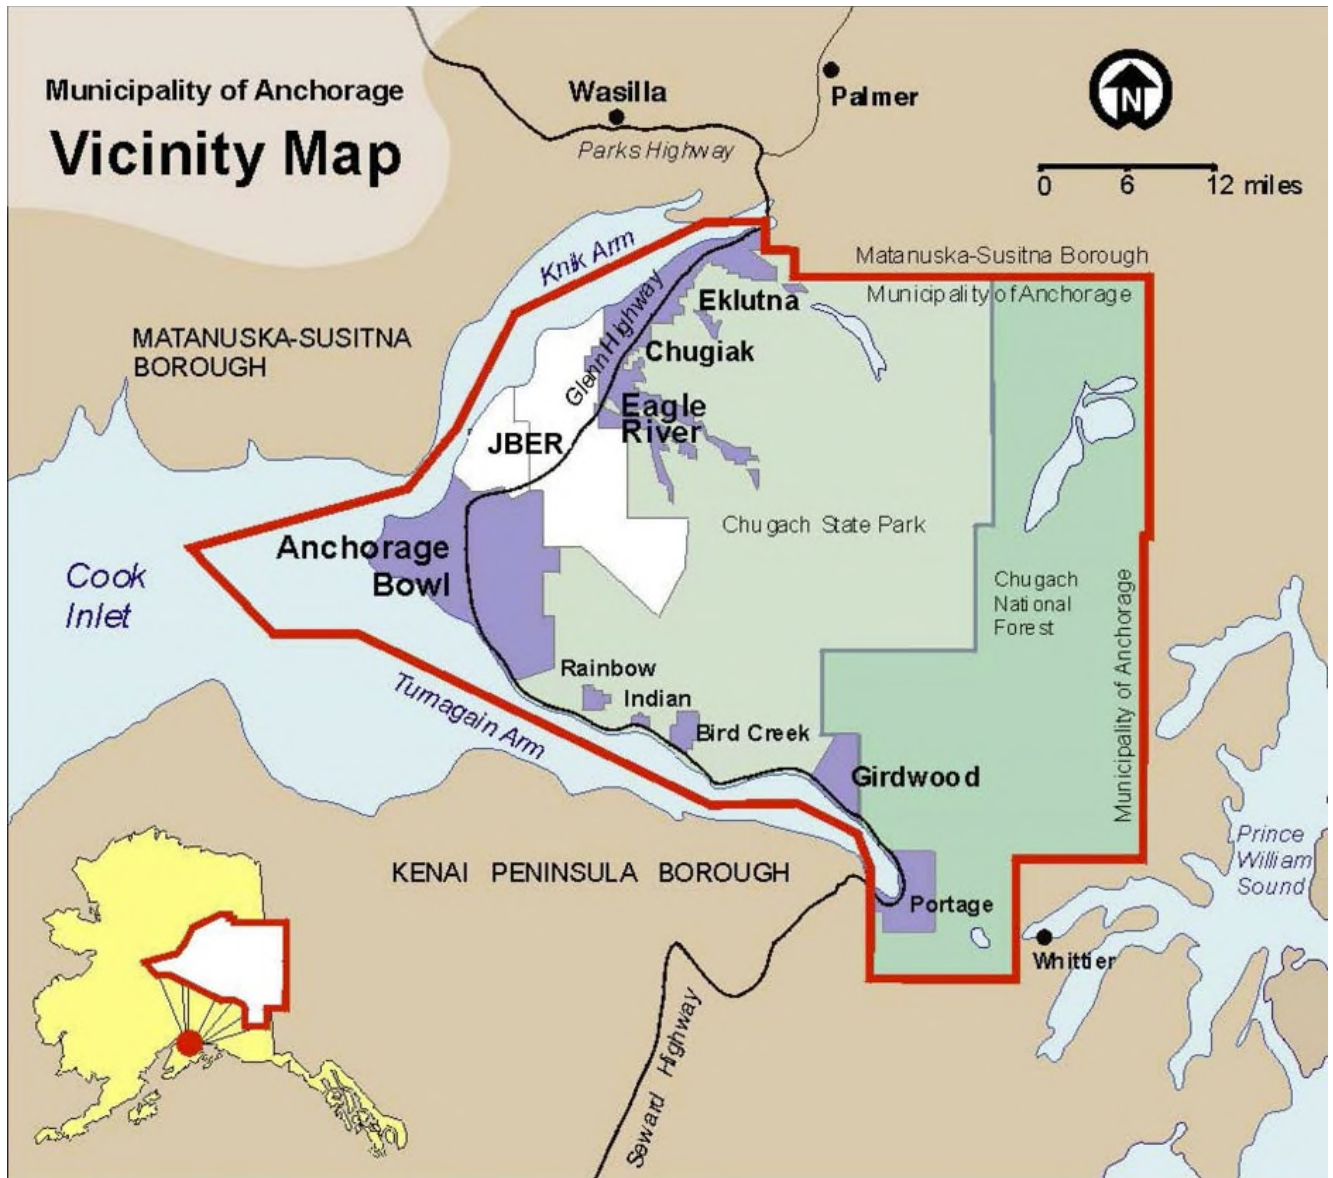 Municipality of Anchorage
Vicinity Map
Wasilla
Palmer
Parks Highway
N
0 6 12 miles
Knik Arm
Matanuska-Susitna Borough
Municipality of Anchorage
Eklutna
Glenn Highway
Chugiak
MATANUSKA-SUSITNA
BOROUGH
Eagle
River
JBER
Chugach State Park
Anchorage
Bowl
Cook
Inlet
Chugach
National
Forest
Municipality of Anchorage
Rainbow
Indian
Bird Creek
Turnagain Arm
Girdwood
Prince
William
Sound
KENAI PENINSULA BOROUGH
Portage
Whittier
Seward Highway